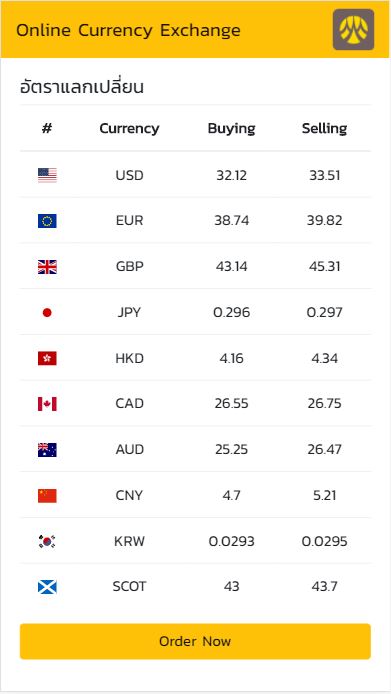 Online Currency Exchange
อัตราแลกเปลี่ยน
# Currency Buying Selling
USD 32.12 33.51
EUR 38.74 39.82
GBP 43.14 45.31
JPY 0.296 0.297
HKD 4.16 4.34
CAD 26.55 26.75
AUD 25.25 26.47
CNY 4.7 5.21
KRW 0.0293 0.0295
SCOT 43 43.7
Order Now